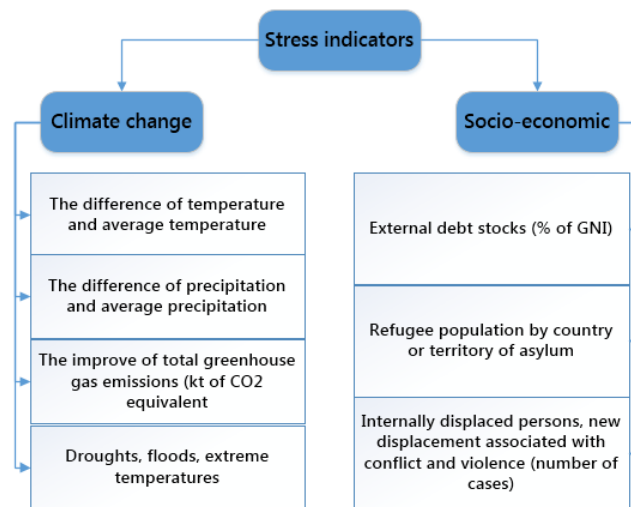 Stress indicators
Climate change
Socio-economic
The difference of temperature
and average temperature
The difference of precipitation
and average precipitation
The improve of total greenhouse
gas emissions (kt of CO2
equivalent
Droughts, floods, extreme
temperatures
External debt stocks (% of GNI)
Refugee population by country
or territory of asylum
Internally displaced persons, new
displacement associated with
conflict and violence (number of
cases)